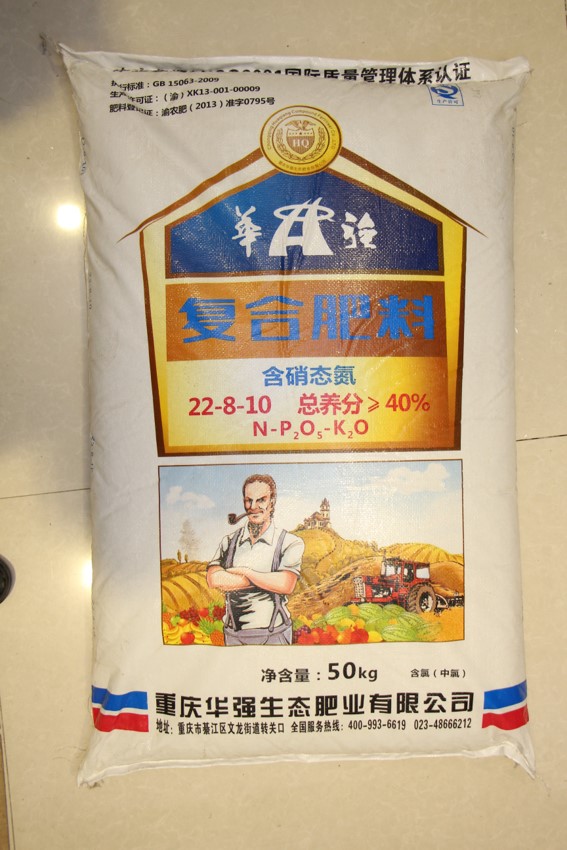 国际质量管理体系认证
执行标准：GB 15063-2009
生产许可证：（渝）XK13-001-00009
肥料登记证：渝农肥（2013）准字0795号
HQ
华强
复合肥料
含硝态氮
22-8-10 总养分≥40%
N-P₂O₅-K₂O
净含量：50kg 含氯（中氯）
重庆华强生态肥业有限公司
地址：重庆市綦江区文龙街道转关口 全国服务热线：400-993-6619 023-48666212